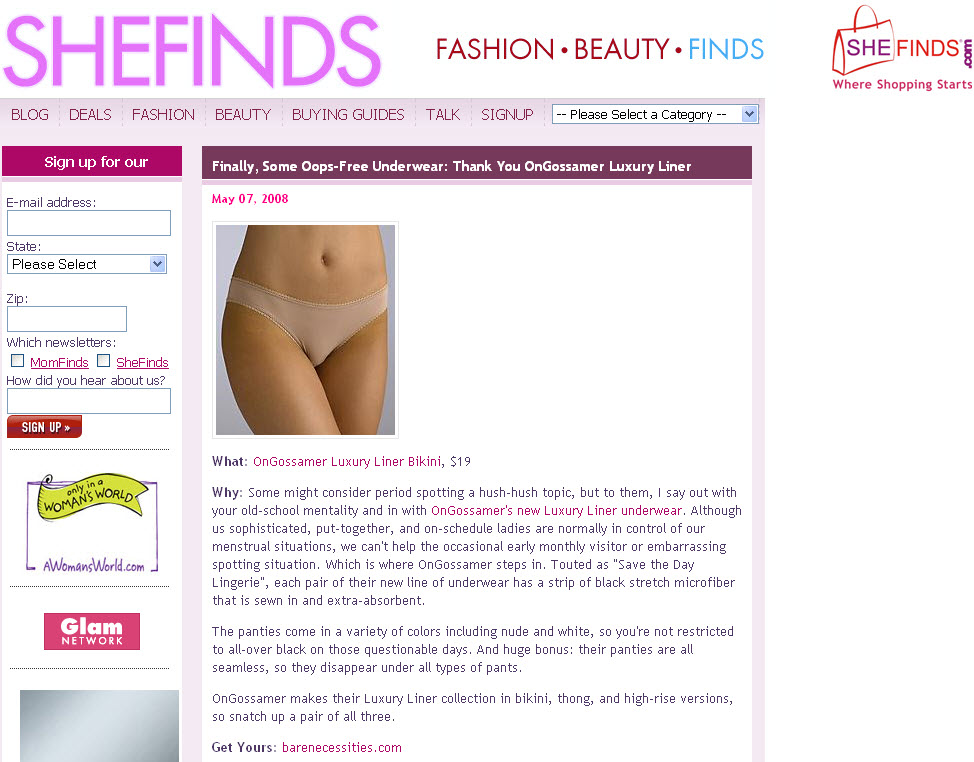 SHEFINDS
FASHION • BEAUTY • FINDS
SHEFINDS.com
Where Shopping Starts
BLOG DEALS FASHION BEAUTY BUYING GUIDES TALK SIGNUP -- Please Select a Category --
Sign up for our
E-mail address:
State:
Please Select
Zip:
Which newsletters:
MomFinds SheFinds
How did you hear about us?
SIGN UP »
only in a
WOMAN'S WORLD
AWomansWorld.com
Glam
NETWORK
Finally, Some Oops-Free Underwear: Thank You OnGossamer Luxury Liner
May 07, 2008
What: OnGossamer Luxury Liner Bikini, $19
Why: Some might consider period spotting a hush-hush topic, but to them, I say out with
your old-school mentality and in with OnGossamer's new Luxury Liner underwear. Although
us sophisticated, put-together, and on-schedule ladies are normally in control of our
menstrual situations, we can't help the occasional early monthly visitor or embarrassing
spotting situation. Which is where OnGossamer steps in. Touted as "Save the Day
Lingerie", each pair of their new line of underwear has a strip of black stretch microfiber
that is sewn in and extra-absorbent.
The panties come in a variety of colors including nude and white, so you're not restricted
to all-over black on those questionable days. And huge bonus: their panties are all
seamless, so they disappear under all types of pants.
OnGossamer makes their Luxury Liner collection in bikini, thong, and high-rise versions,
so snatch up a pair of all three.
Get Yours: barenecessities.com